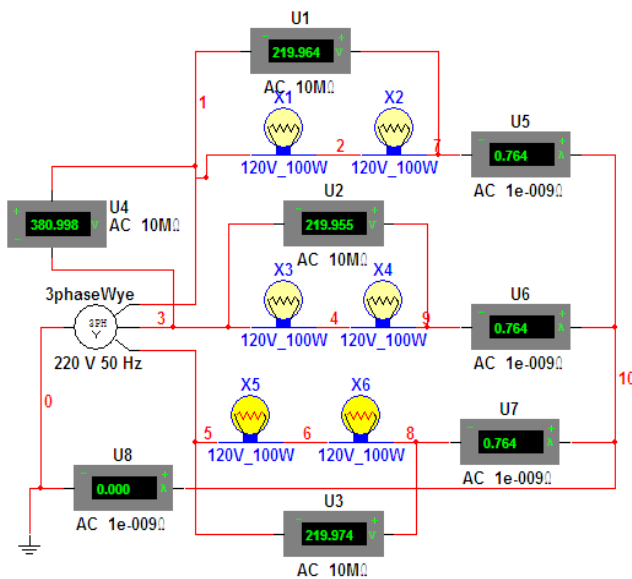 U1
219.964 V
AC 10MΩ
1
X1 X2
2 7
120V_100W 120V_100W
U5
0.764 A
AC 1e-009Ω
U4
380.998 V
AC 10MΩ
U2
219.955 V
AC 10MΩ
X3 X4
3phaseWye
3PH
Y
3
4 9
220 V 50 Hz
120V_100W 120V_100W
U6
0.764 A
AC 1e-009Ω
10
0
X5 X6
5 6 8
120V_100W 120V_100W
U7
0.764 A
AC 1e-009Ω
U8
0.000 A
AC 1e-009Ω
U3
219.974 V
AC 10MΩ